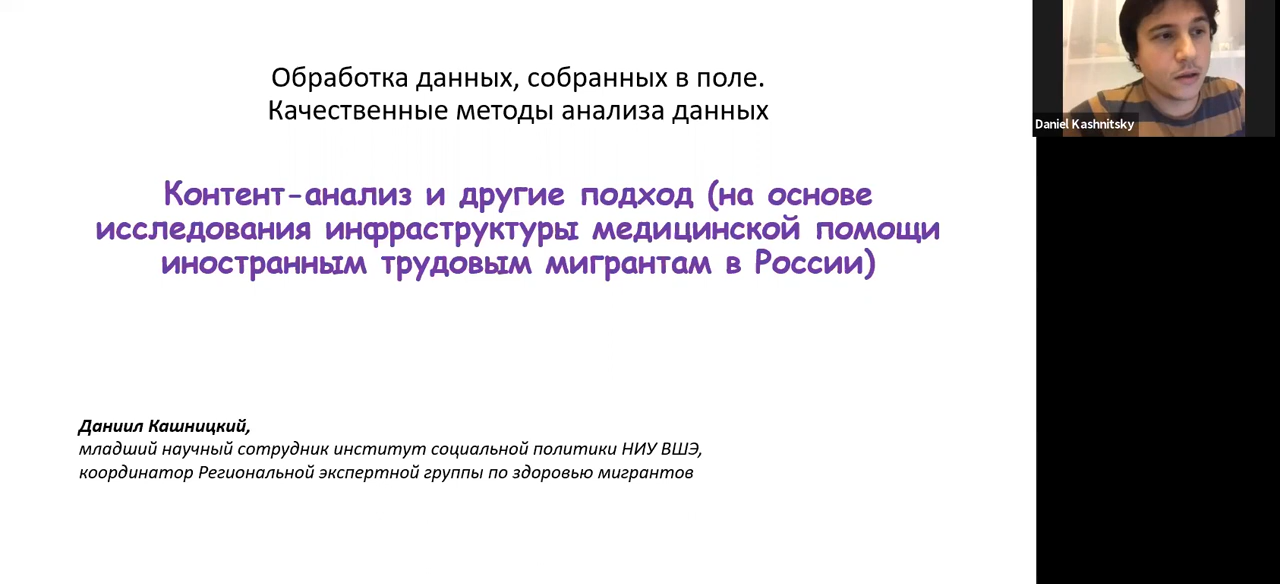 Обработка данных, собранных в поле.
Качественные методы анализа данных
Контент-анализ и другие подход (на основе
исследования инфраструктуры медицинской помощи
иностранным трудовым мигрантам в России)
Даниил Кашницкий,
младший научный сотрудник институт социальной политики НИУ ВШЭ,
координатор Региональной экспертной группы по здоровью мигрантов
Daniel Kashnitsky